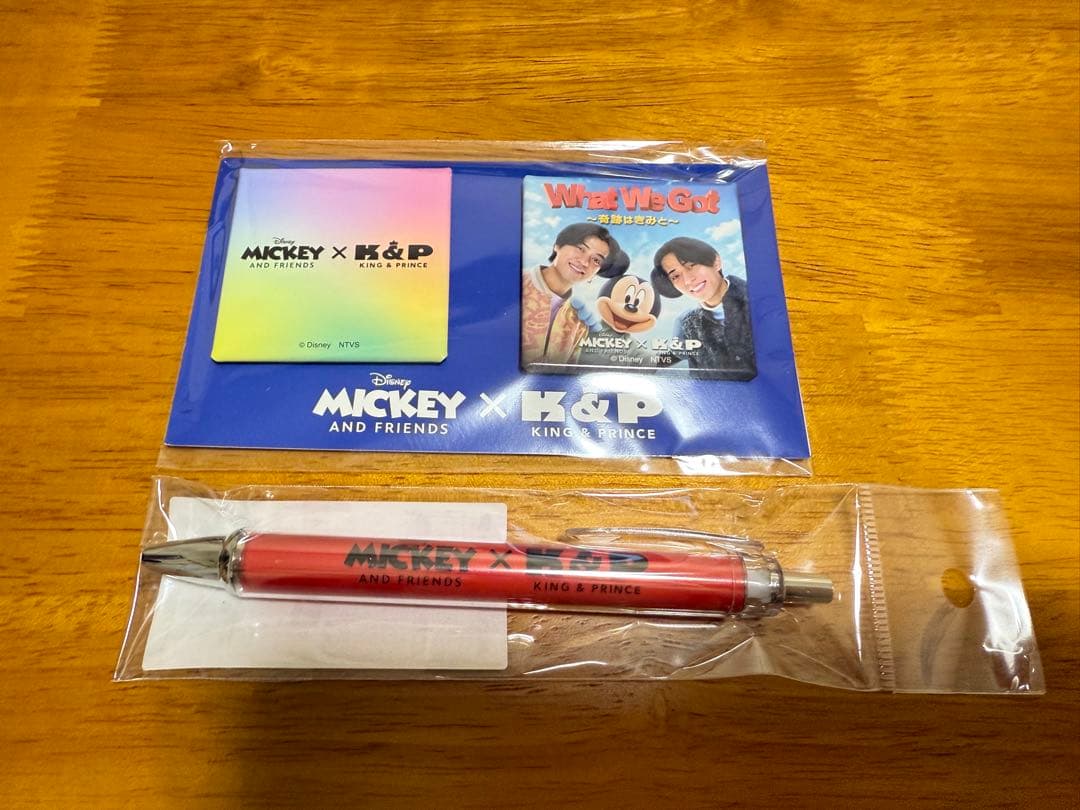 Disney
MICKEY × K&P
AND FRIENDS KING & PRINCE
© Disney NTVS
What We Got
～奇跡はきみと～
Disney
MICKEY × K&P
AND FRIENDS KING & PRINCE
© Disney NTVS
Disney
MICKEY × K&P
AND FRIENDS KING & PRINCE
MICKEY × K&P
AND FRIENDS KING & PRINCE